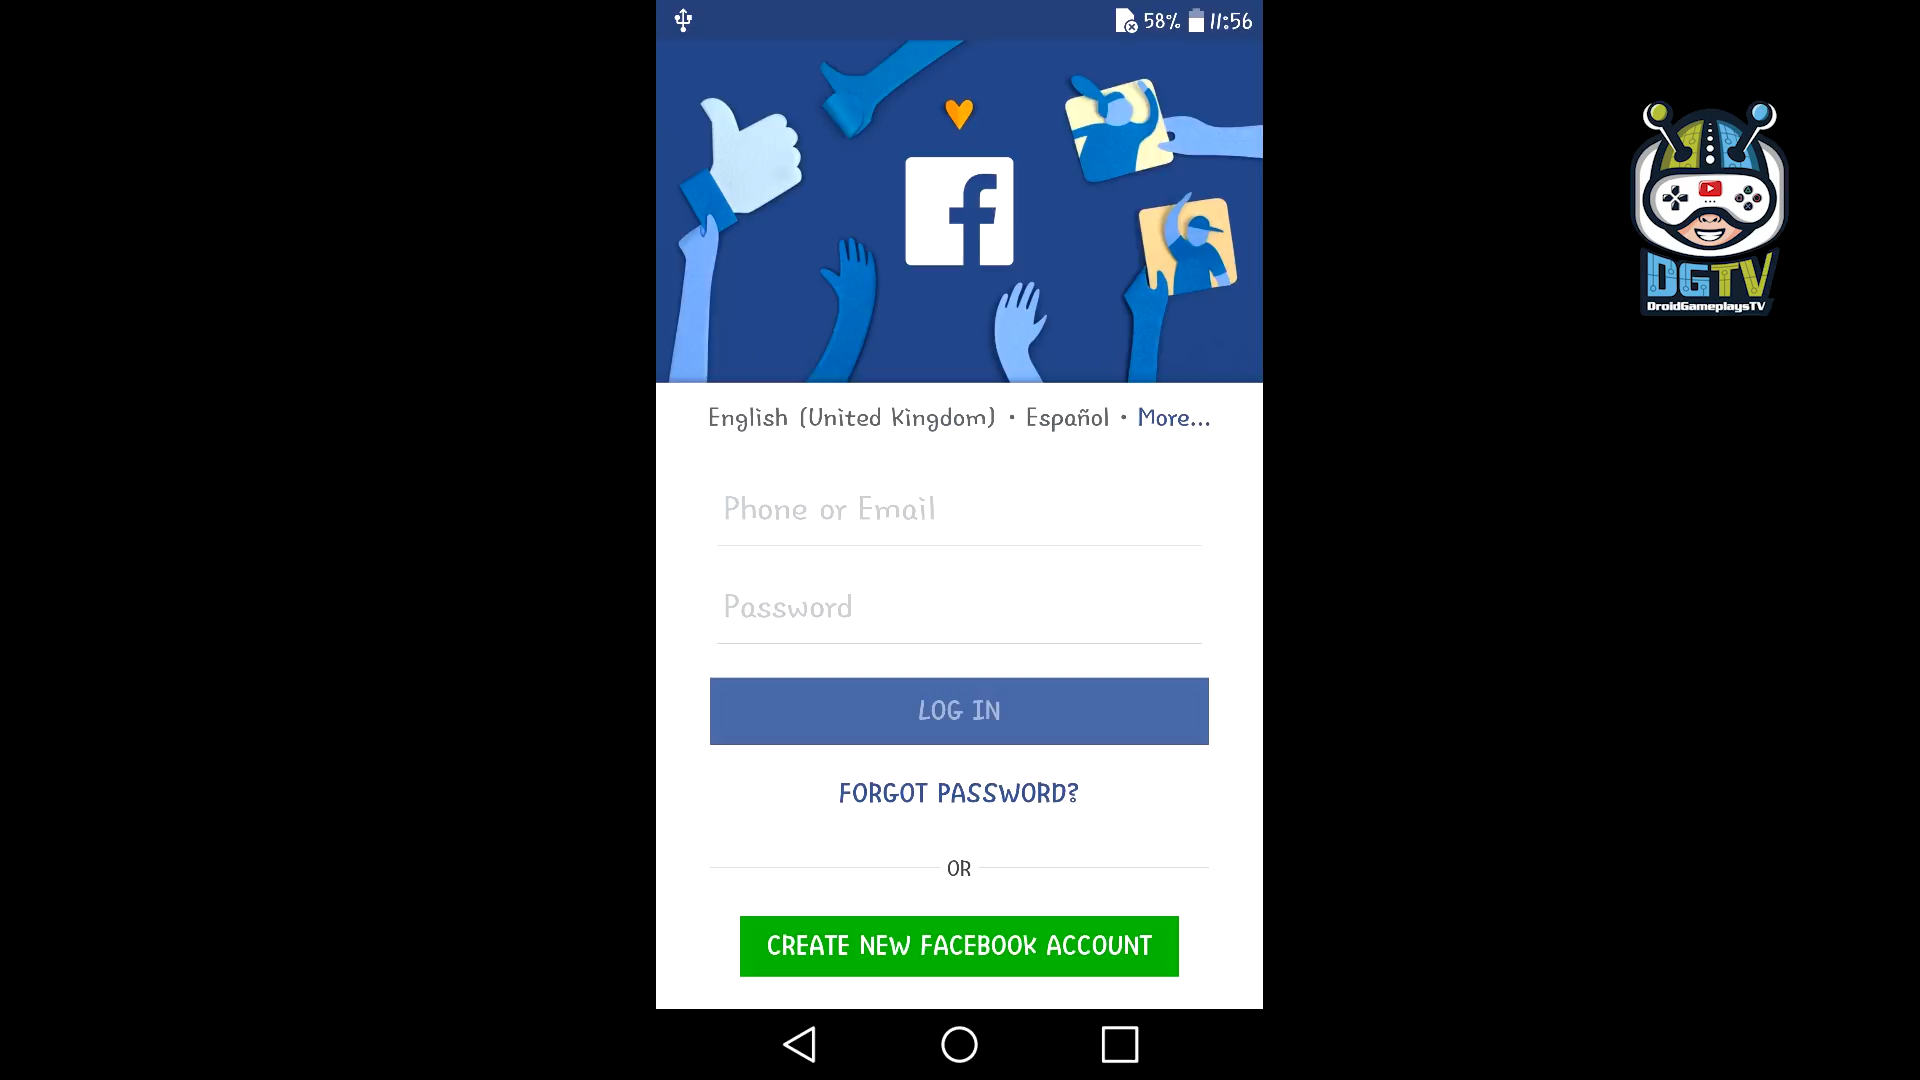 58% 11:56
f
English (United Kingdom) • Español • More...
Phone or Email
Password
LOG IN
FORGOT PASSWORD?
OR
CREATE NEW FACEBOOK ACCOUNT
DGTV
DroidGameplaysTV